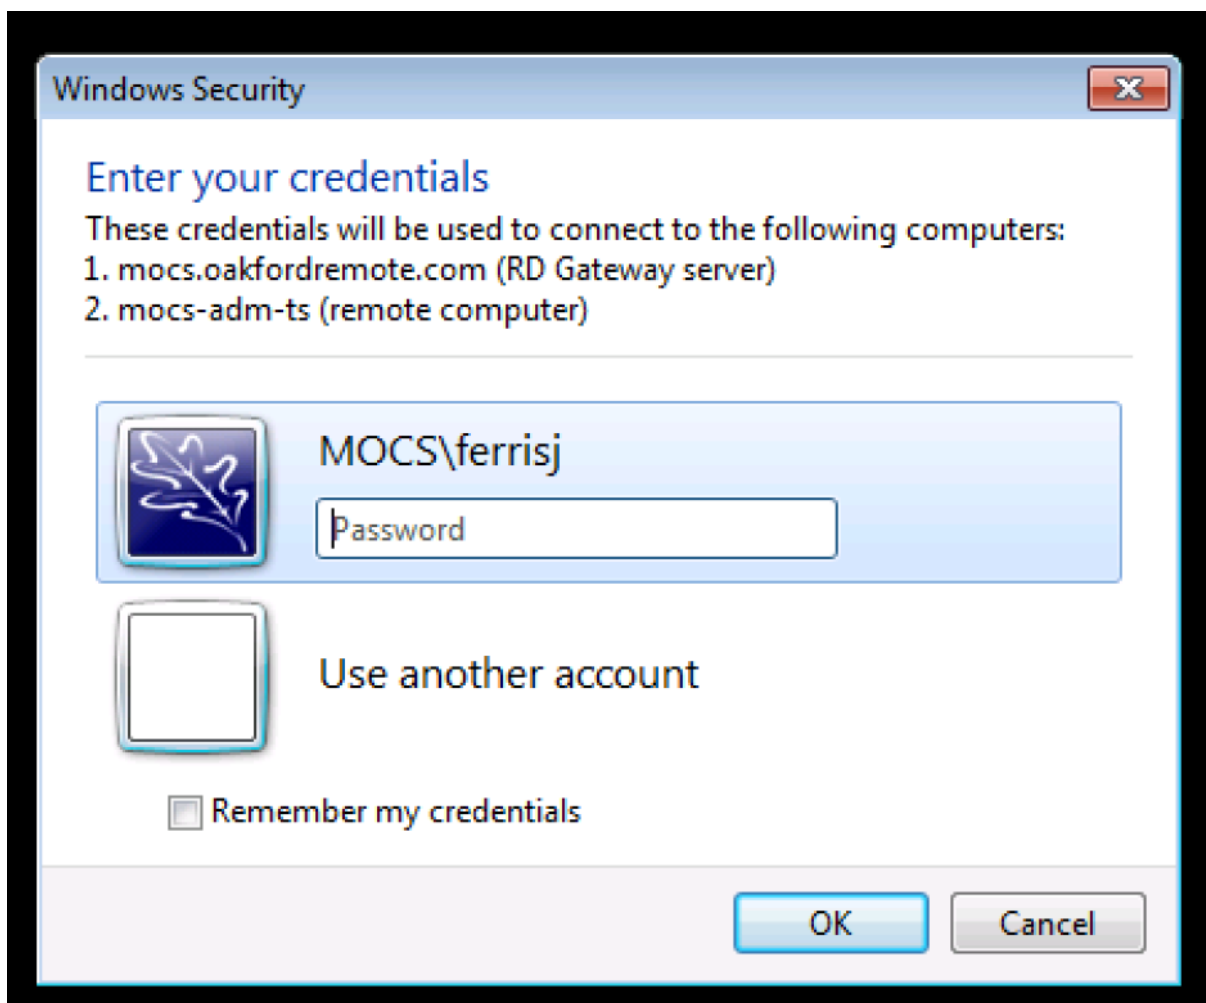 Windows Security
Enter your credentials
These credentials will be used to connect to the following computers:
1. mocs.oakfordremote.com (RD Gateway server)
2. mocs-adm-ts (remote computer)
MOCS\ferrisj
Password
Use another account
Remember my credentials
OK
Cancel